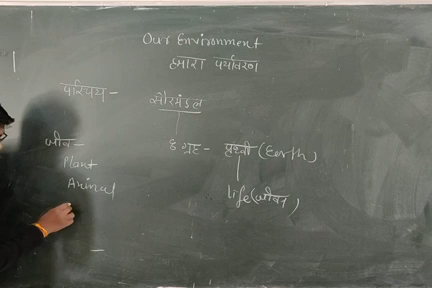 Our Environment
हमारा पर्यावरण
परिचय -
सौरमंडल
8 ग्रह - पृथ्वी (Earth)
जीव -
Plant
Animal
life (जीवन)